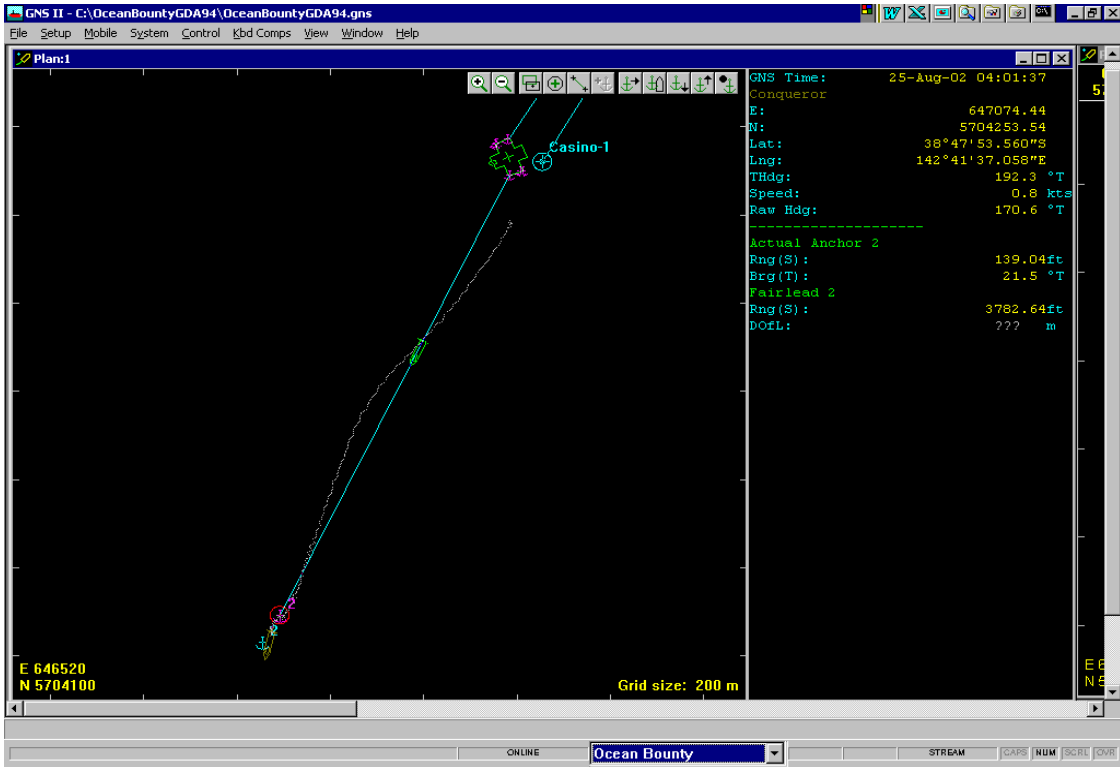 GNS II - C:\OceanBountyGDA94\OceanBountyGDA94.gns
File Setup Mobile System Control Kbd Comps View Window Help
Plan:1
GNS Time: 25-Aug-02 04:01:37
Conqueror
E: 647074.44
N: 5704253.54
Lat: 38°47'53.560"S
Lng: 142°41'37.058"E
THdg: 192.3 °T
Speed: 0.8 kts
Raw Hdg: 170.6 °T
--------------------
Actual Anchor 2
Rng(S): 139.04ft
Brg(T): 21.5 °T
Fairlead 2
Rng(S): 3782.64ft
DOfL: ??? m
Casino-1
2
2
E 646520
N 5704100
Grid size: 200 m
ONLINE
Ocean Bounty
STREAM
CAPS NUM SCRL OVR